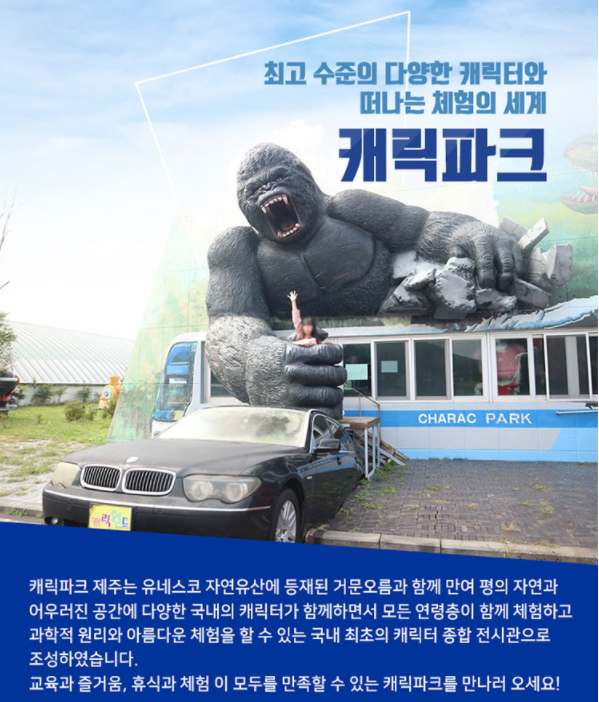 최고 수준의 다양한 캐릭터와
떠나는 체험의 세계
캐릭파크
CHARAC PARK
캐릭파크 제주는 유네스코 자연유산에 등재된 거문오름과 함께 만여 평의 자연과
어우러진 공간에 다양한 국내의 캐릭터가 함께하면서 모든 연령층이 함께 체험하고
과학적 원리와 아름다운 체험을 할 수 있는 국내 최초의 캐릭터 종합 전시관으로
조성하였습니다.
교육과 즐거움, 휴식과 체험 이 모두를 만족할 수 있는 캐릭파크를 만나러 오세요!